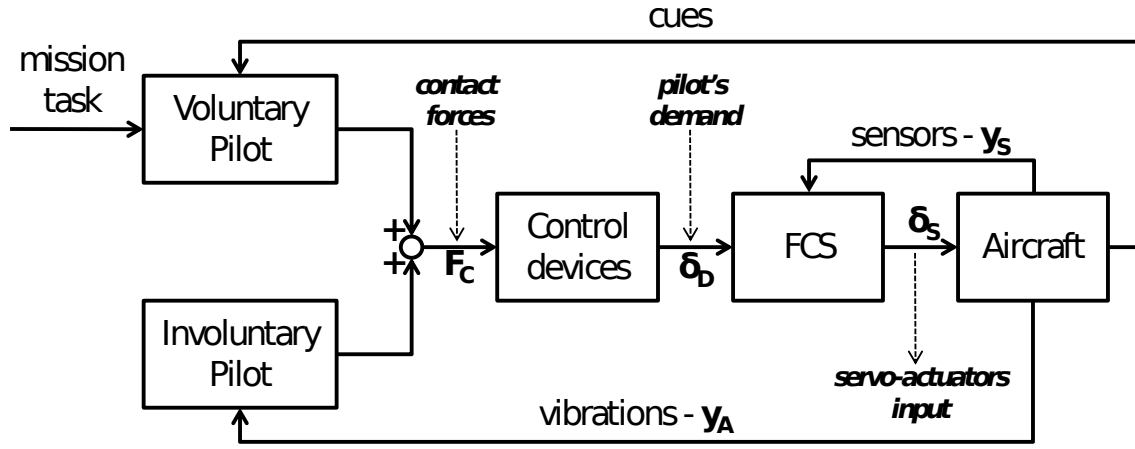 cues
mission
task
Voluntary
Pilot
contact
forces
pilot's
demand
sensors - yS
+
+
FC
Control
devices
δD
FCS
δS
Aircraft
Involuntary
Pilot
servo-actuators
input
vibrations - yA